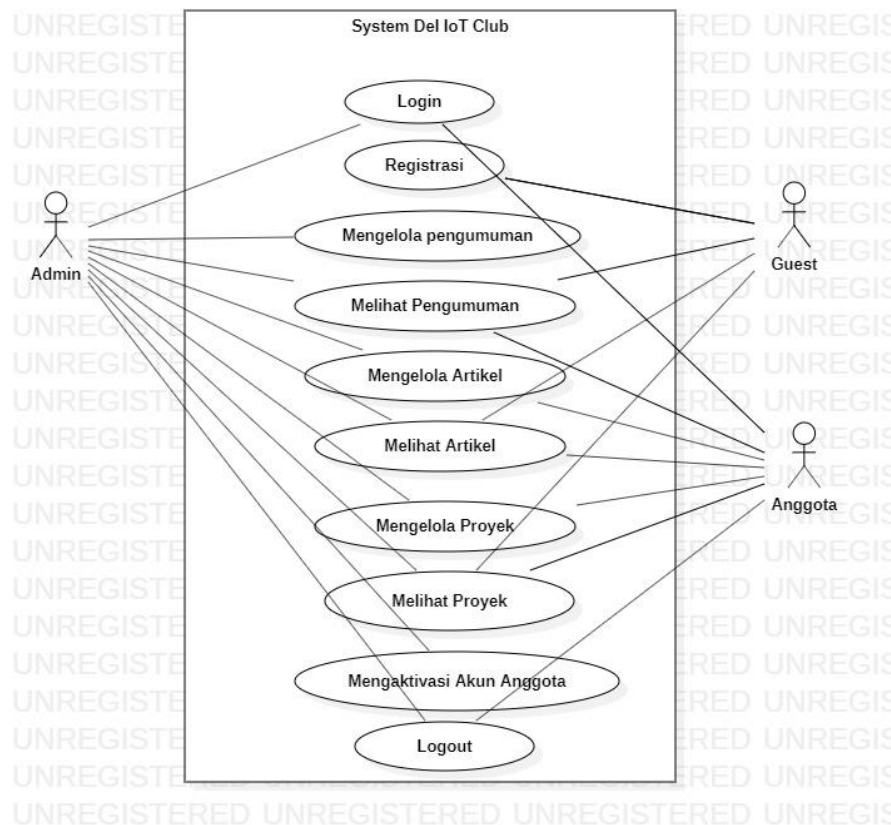 System Del IoT Club
Login
Registrasi
Mengelola pengumuman
Melihat Pengumuman
Mengelola Artikel
Melihat Artikel
Mengelola Proyek
Melihat Proyek
Mengaktivasi Akun Anggota
Logout
Admin
Guest
Anggota
UNREGISTERED UNREGISTERED UNREGISTERED UNREGIS